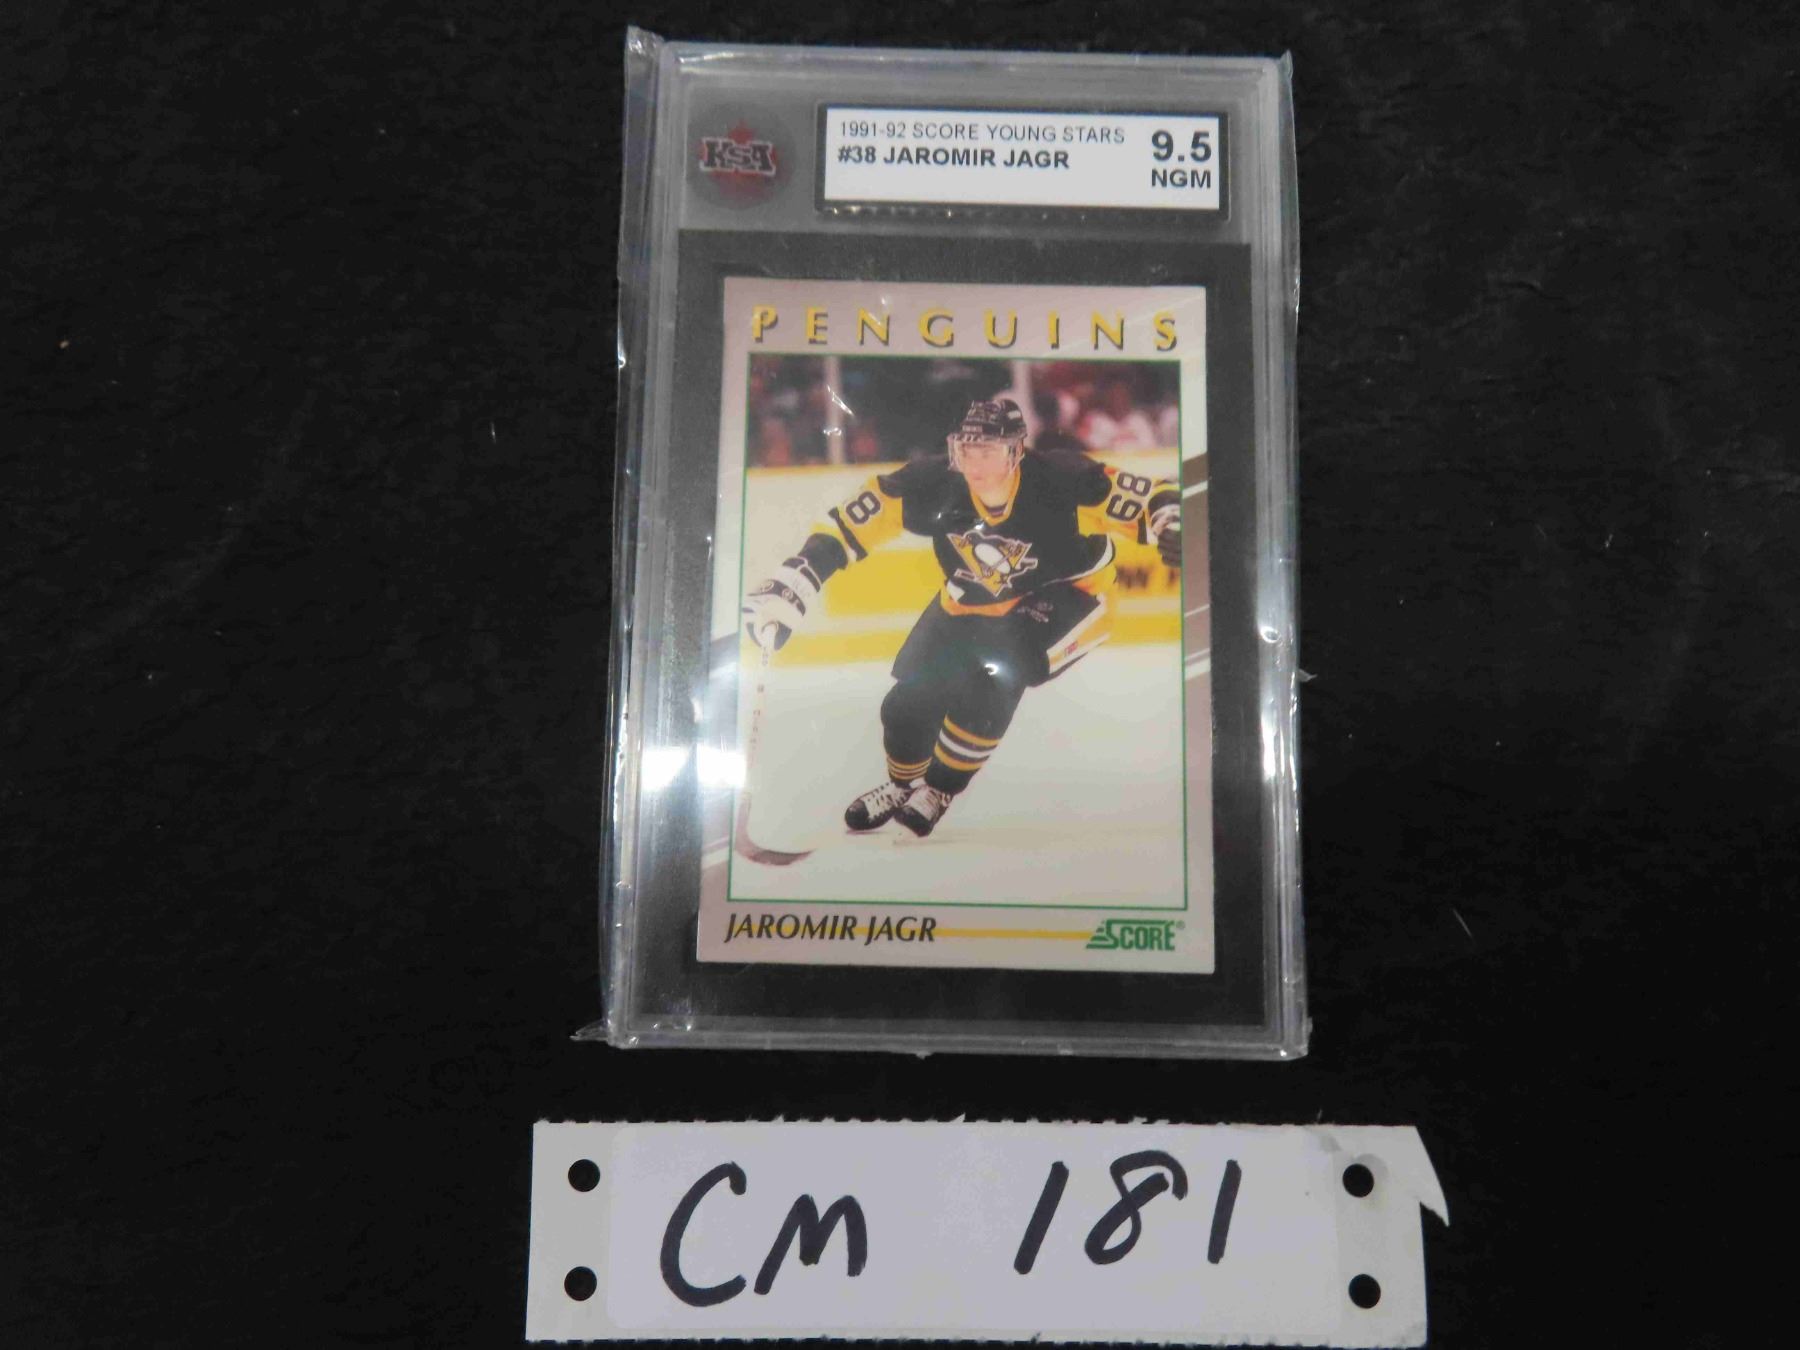 KSA
1991-92 SCORE YOUNG STARS
#38 JAROMIR JAGR
9.5
NGM
PENGUINS
8
68
JAROMIR JAGR
SCORE®
CM 181